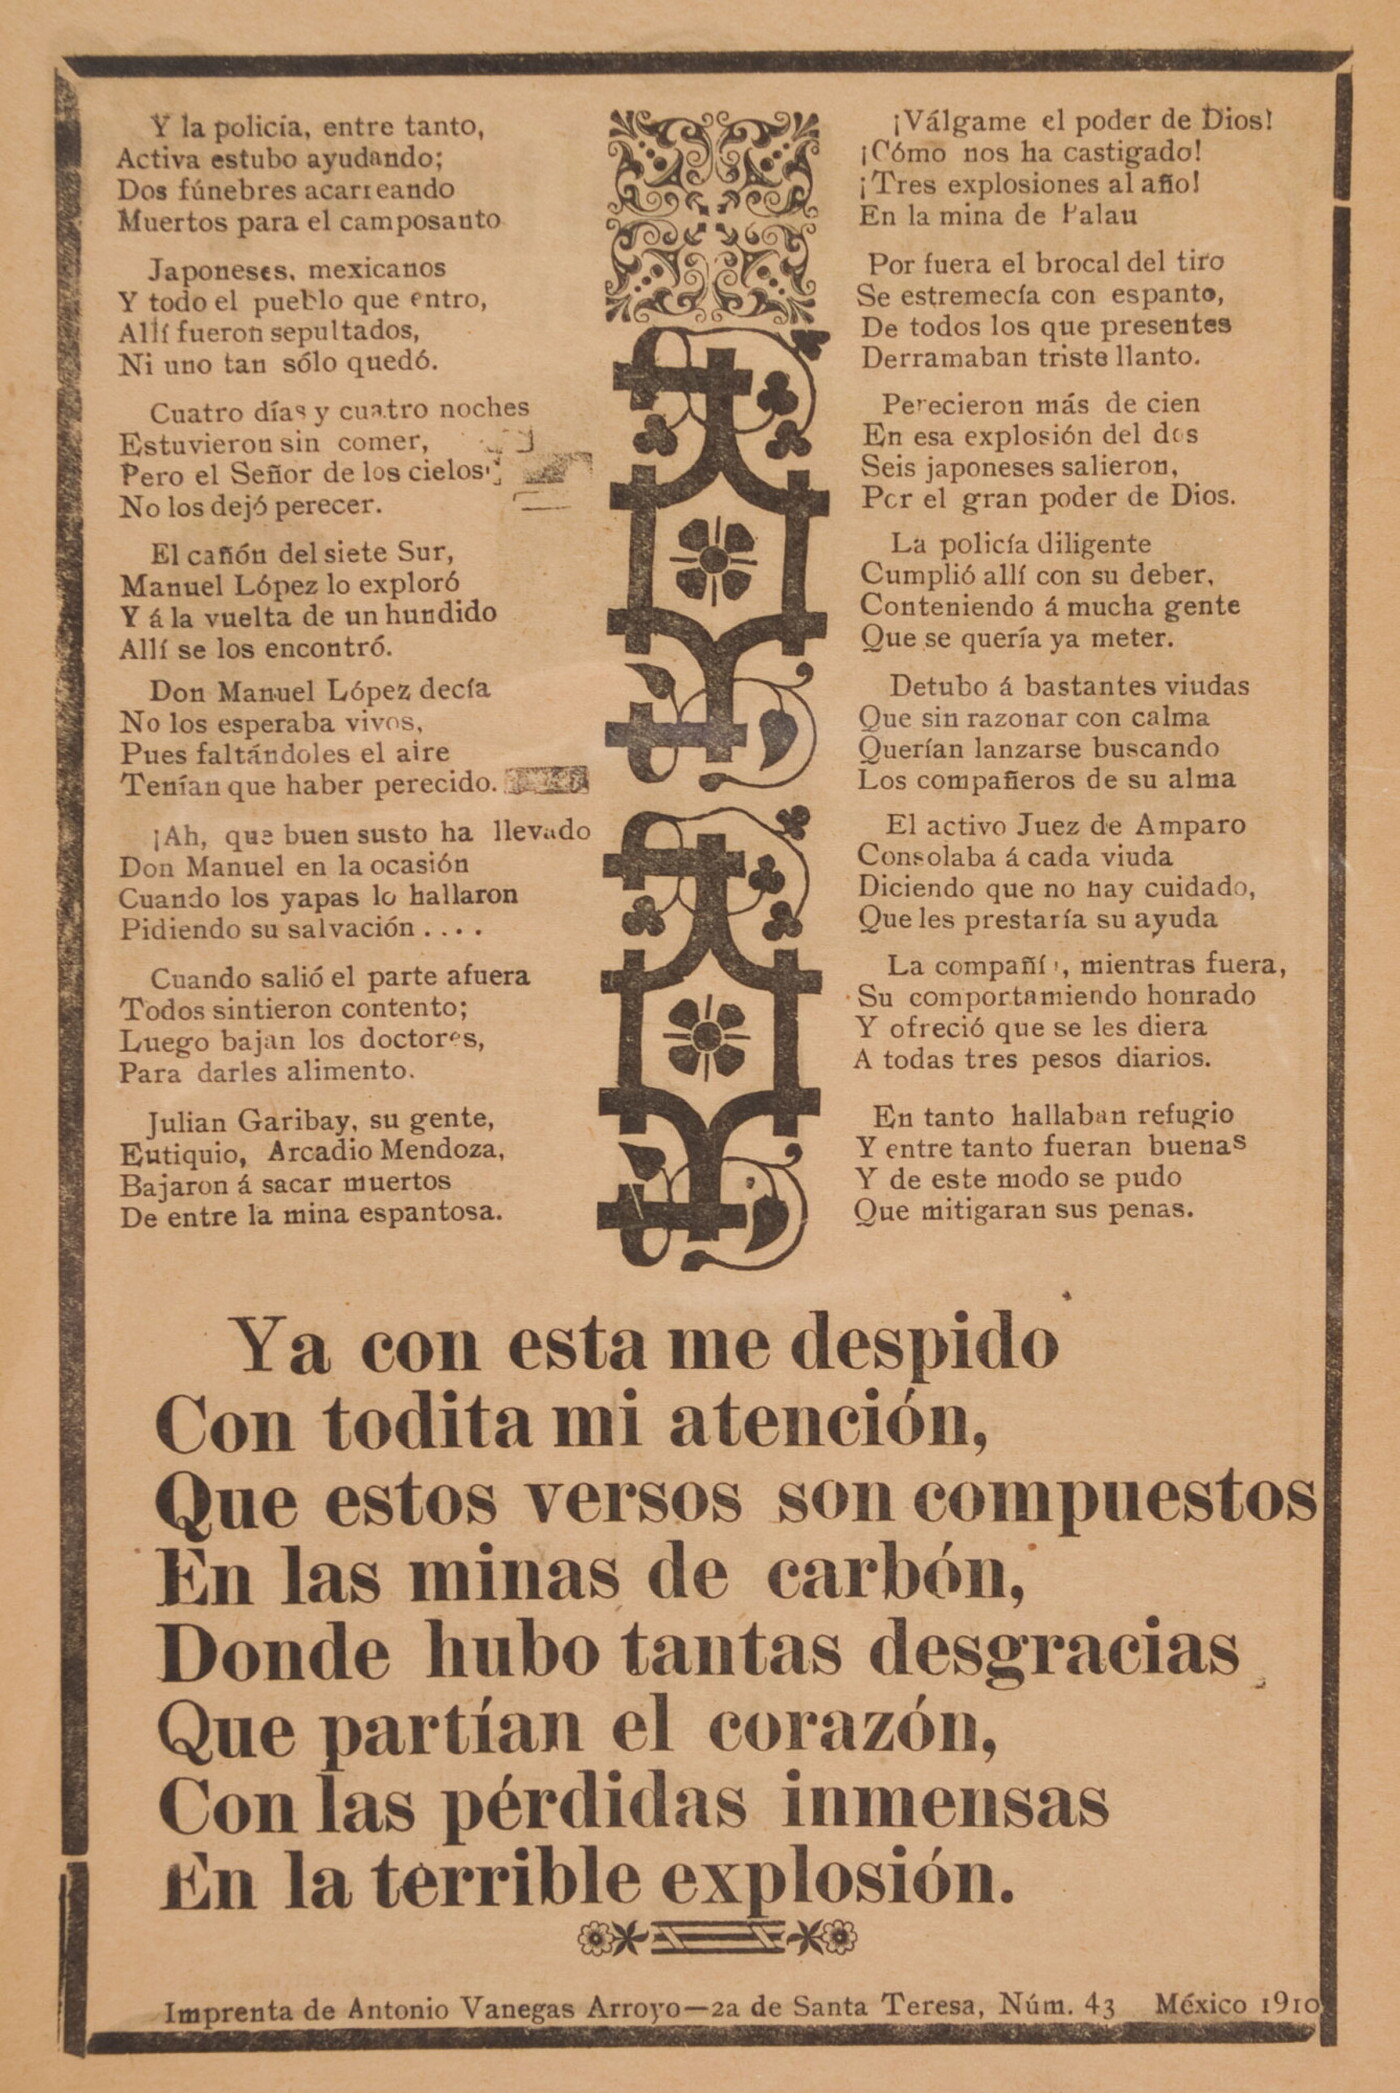 Y la policía, entre tanto,
Activa estubo ayudando;
Dos fúnebres acarreando
Muertos para el camposanto
Japoneses, mexicanos
Y todo el pueblo que entro,
Allí fueron sepultados,
Ni uno tan sólo quedó.
Cuatro días y cuatro noches
Estuvieron sin comer,
Pero el Señor de los cielos
No los dejó perecer.
El cañón del siete Sur,
Manuel López lo exploró
Y á la vuelta de un hundido
Allí se los encontró.
Don Manuel López decía
No los esperaba vivos,
Pues faltándoles el aire
Tenían que haber perecido.
¡Ah, que buen susto ha llevado
Don Manuel en la ocasión
Cuando los yapas lo hallaron
Pidiendo su salvación . . . .
Cuando salió el parte afuera
Todos sintieron contento;
Luego bajan los doctores,
Para darles alimento.
Julian Garibay, su gente,
Eutiquio, Arcadio Mendoza,
Bajaron á sacar muertos
De entre la mina espantosa.
¡Válgame el poder de Dios!
¡Cómo nos ha castigado!
¡Tres explosiones al año!
En la mina de Palau
Por fuera el brocal del tiro
Se estremecía con espanto,
De todos los que presentes
Derramaban triste llanto.
Perecieron más de cien
En esa explosión del dos
Seis japoneses salieron,
Por el gran poder de Dios.
La policía diligente
Cumplió allí con su deber,
Conteniendo á mucha gente
Que se quería ya meter.
Detubo á bastantes viudas
Que sin razonar con calma
Querían lanzarse buscando
Los compañeros de su alma
El activo Juez de Amparo
Consolaba á cada viuda
Diciendo que no hay cuidado,
Que les prestaría su ayuda
La compañía, mientras fuera,
Su comportamiendo honrado
Y ofreció que se les diera
A todas tres pesos diarios.
En tanto hallaban refugio
Y entre tanto fueran buenas
Y de este modo se pudo
Que mitigaran sus penas.
Ya con esta me despido
Con todita mi atención,
Que estos versos son compuestos
En las minas de carbón,
Donde hubo tantas desgracias
Que partían el corazón,
Con las pérdidas inmensas
En la terrible explosión.
Imprenta de Antonio Vanegas Arroyo—2a de Santa Teresa, Núm. 43 México 1910